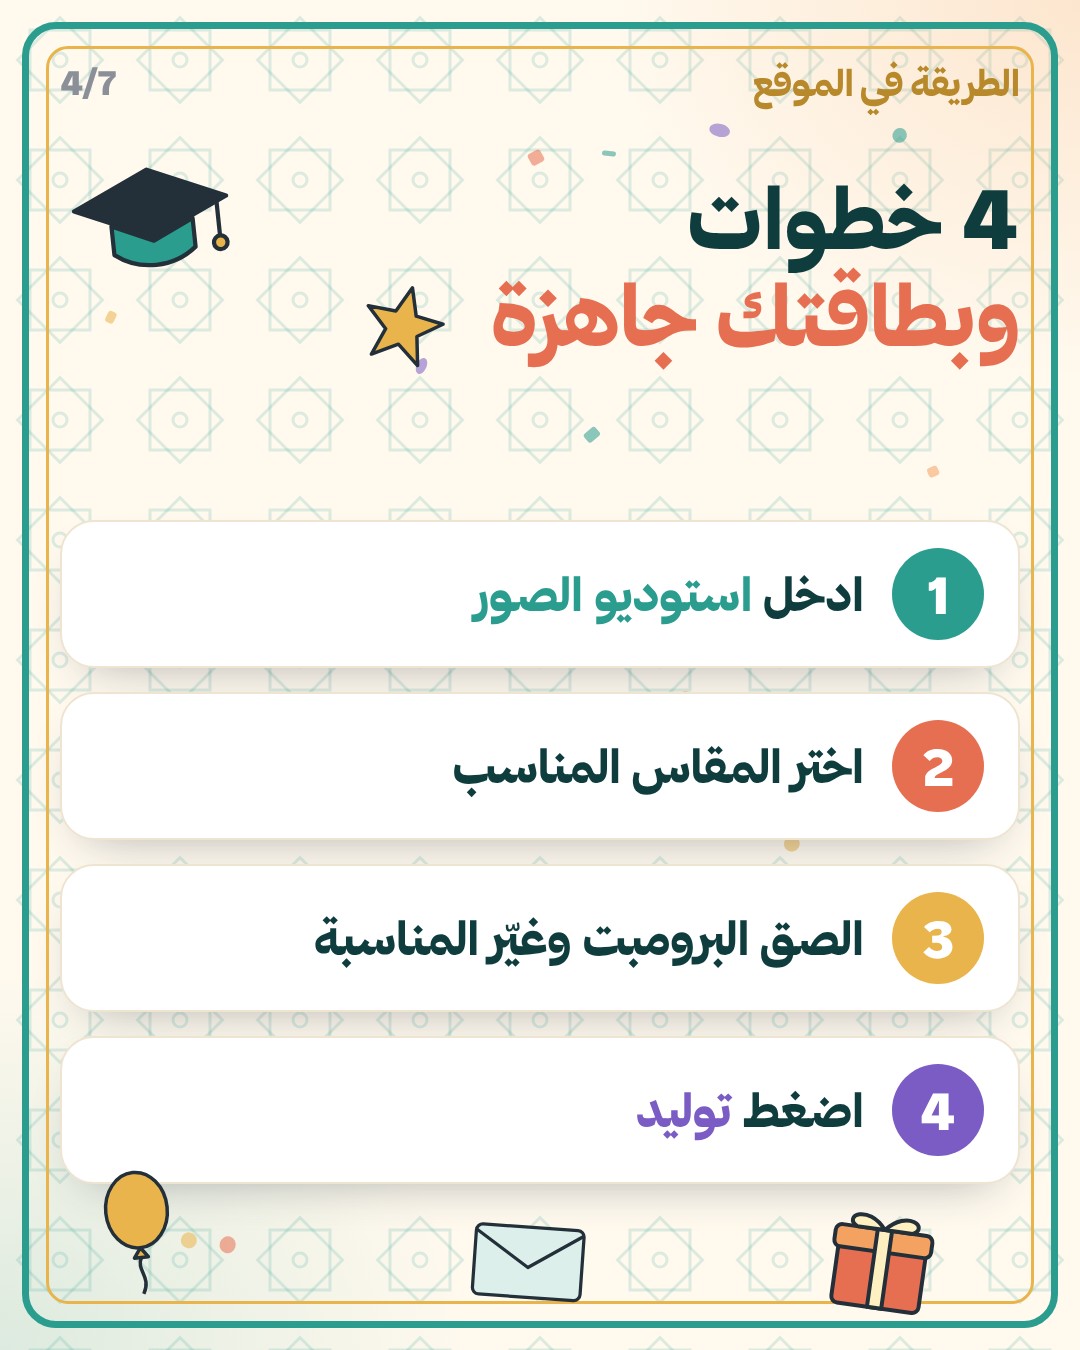 الطريقة في الموقع
4/7
4 خطوات
وبطاقتك جاهزة
1 ادخل استوديو الصور
2 اختر المقاس المناسب
3 الصق البرومبت وغيّر المناسبة
4 اضغط توليد